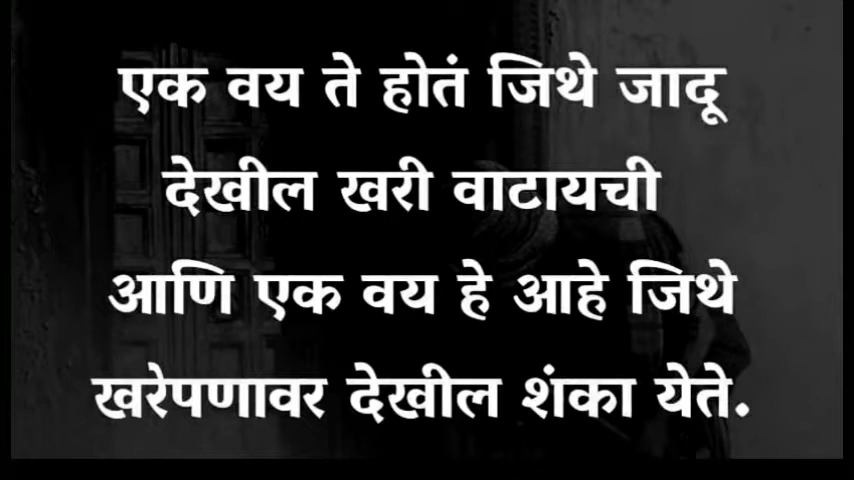 एक वय ते होतं जिथे जादू
देखील खरी वाटायची
आणि एक वय हे आहे जिथे
खरेपणावर देखील शंका येते.